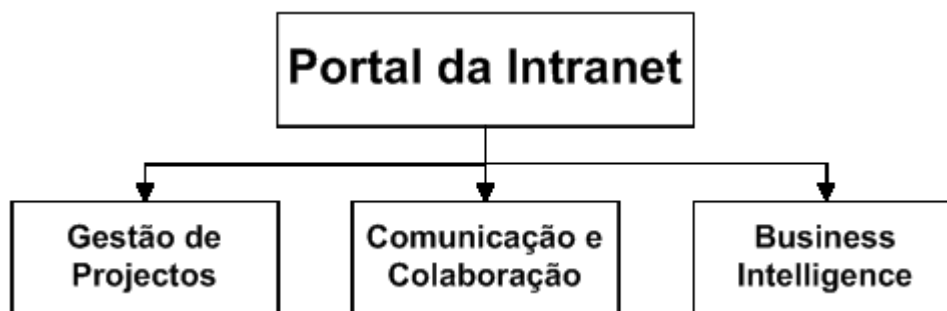 Portal da Intranet
Gestão de
Projectos
Comunicação e
Colaboração
Business
Intelligence